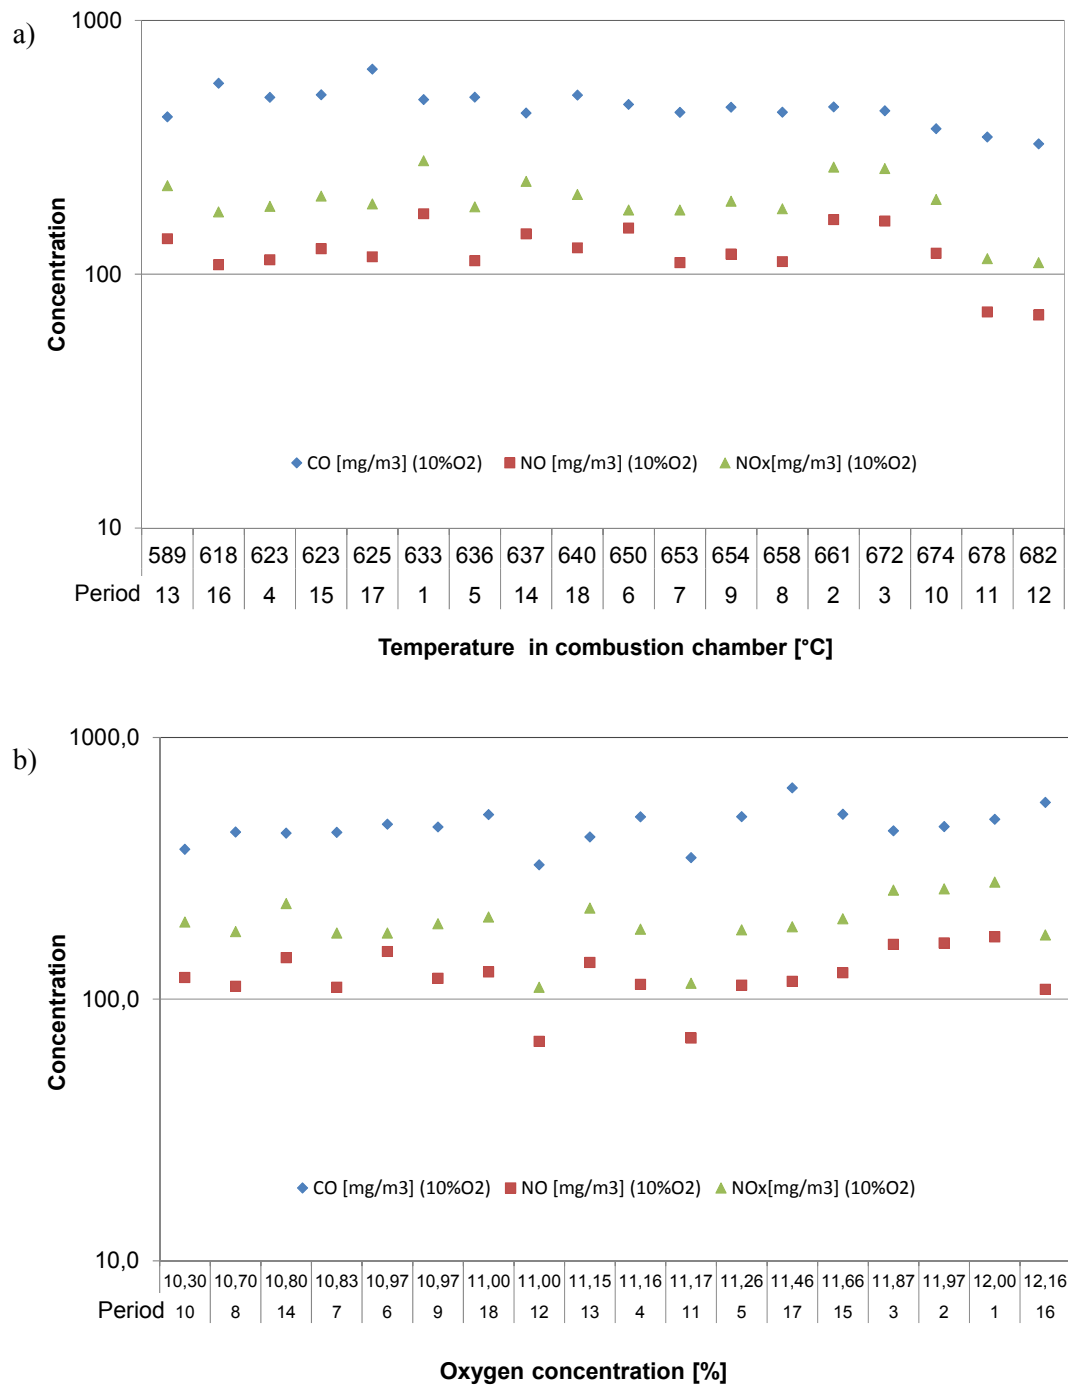 a)
1000
100
10
Concentration
CO [mg/m3] (10%O2) NO [mg/m3] (10%O2) NOx[mg/m3] (10%O2)
589 618 623 623 625 633 636 637 640 650 653 654 658 661 672 674 678 682
Period 13 16 4 15 17 1 5 14 18 6 7 9 8 2 3 10 11 12
Temperature in combustion chamber [°C]
b)
1000,0
100,0
10,0
Concentration
CO [mg/m3] (10%O2) NO [mg/m3] (10%O2) NOx[mg/m3] (10%O2)
10,30 10,70 10,80 10,83 10,97 10,97 11,00 11,00 11,15 11,16 11,17 11,26 11,46 11,66 11,87 11,97 12,00 12,16
Period 10 8 14 7 6 9 18 12 13 4 11 5 17 15 3 2 1 16
Oxygen concentration [%]